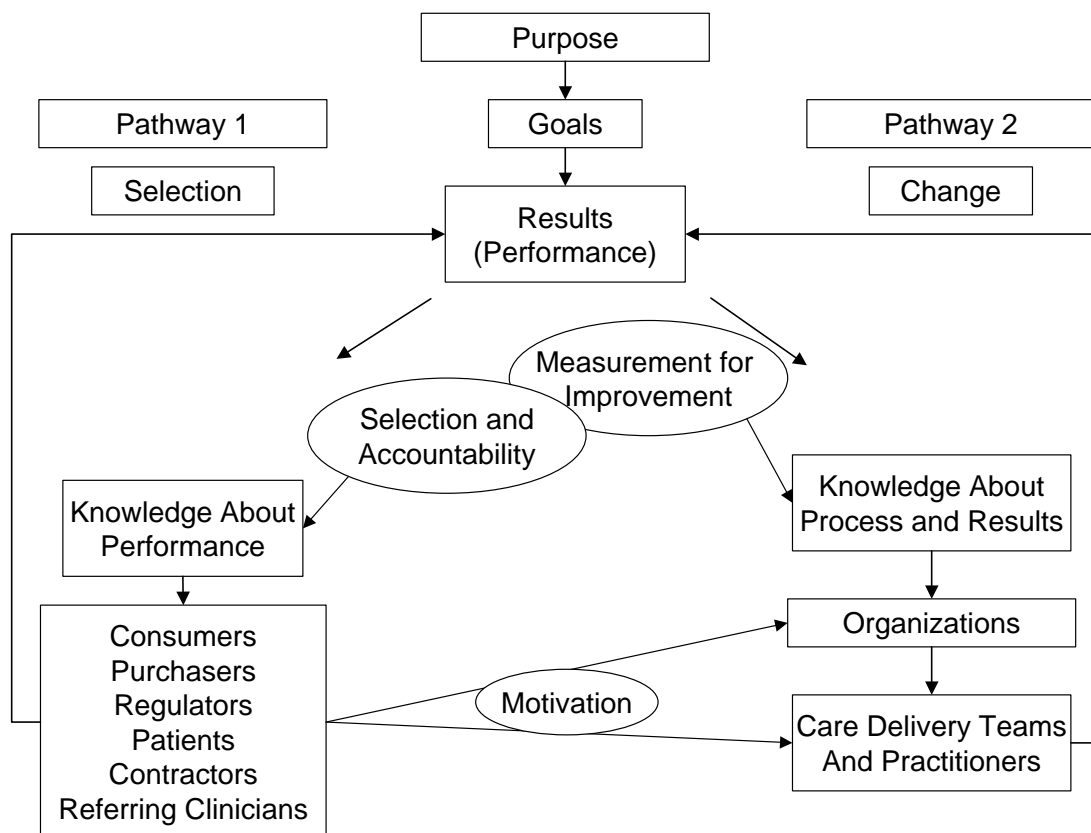 Purpose
Pathway 1
Goals
Pathway 2
Selection
Change
Results
(Performance)
Measurement for
Improvement
Selection and
Accountability
Knowledge About
Performance
Knowledge About
Process and Results
Consumers
Purchasers
Regulators
Patients
Contractors
Referring Clinicians
Motivation
Organizations
Care Delivery Teams
And Practitioners